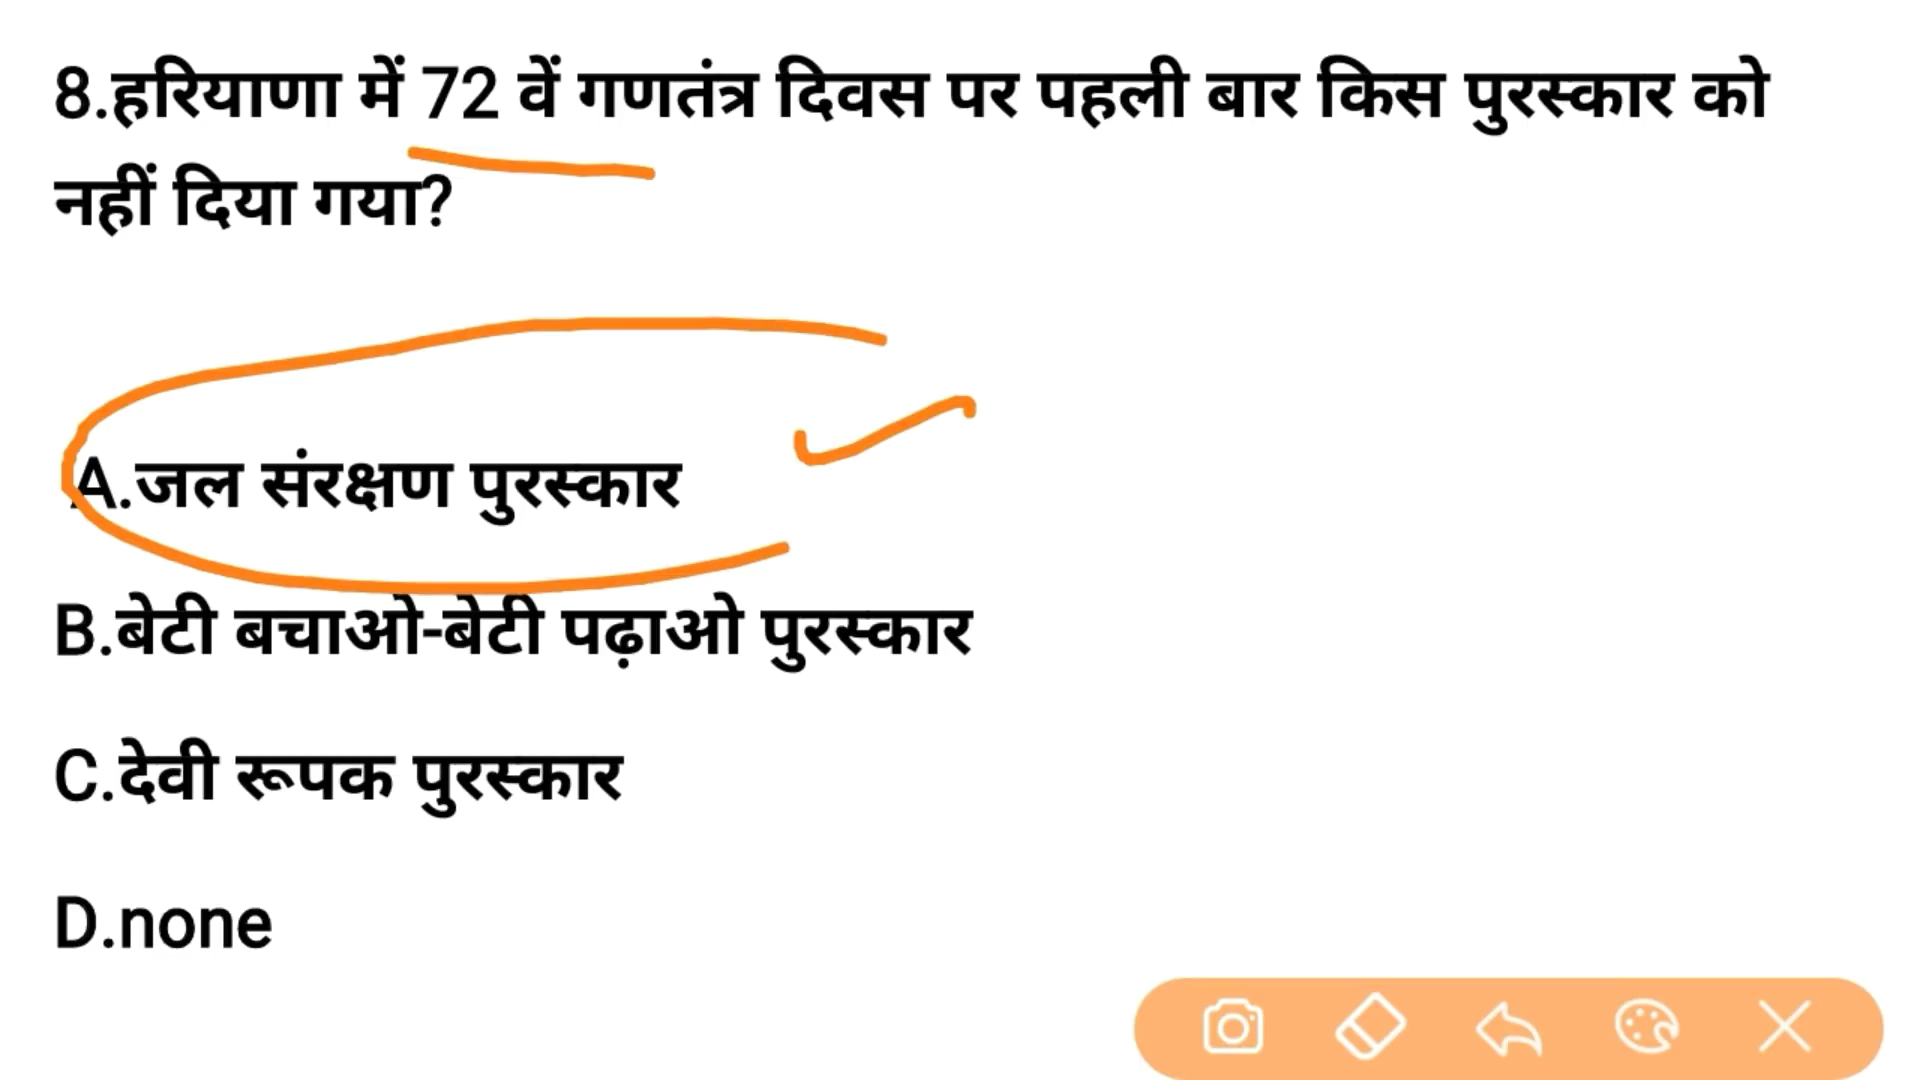 8.हरियाणा में 72 वें गणतंत्र दिवस पर पहली बार किस पुरस्कार को
नहीं दिया गया?
A.जल संरक्षण पुरस्कार
B.बेटी बचाओ-बेटी पढ़ाओ पुरस्कार
C.देवी रूपक पुरस्कार
D.none